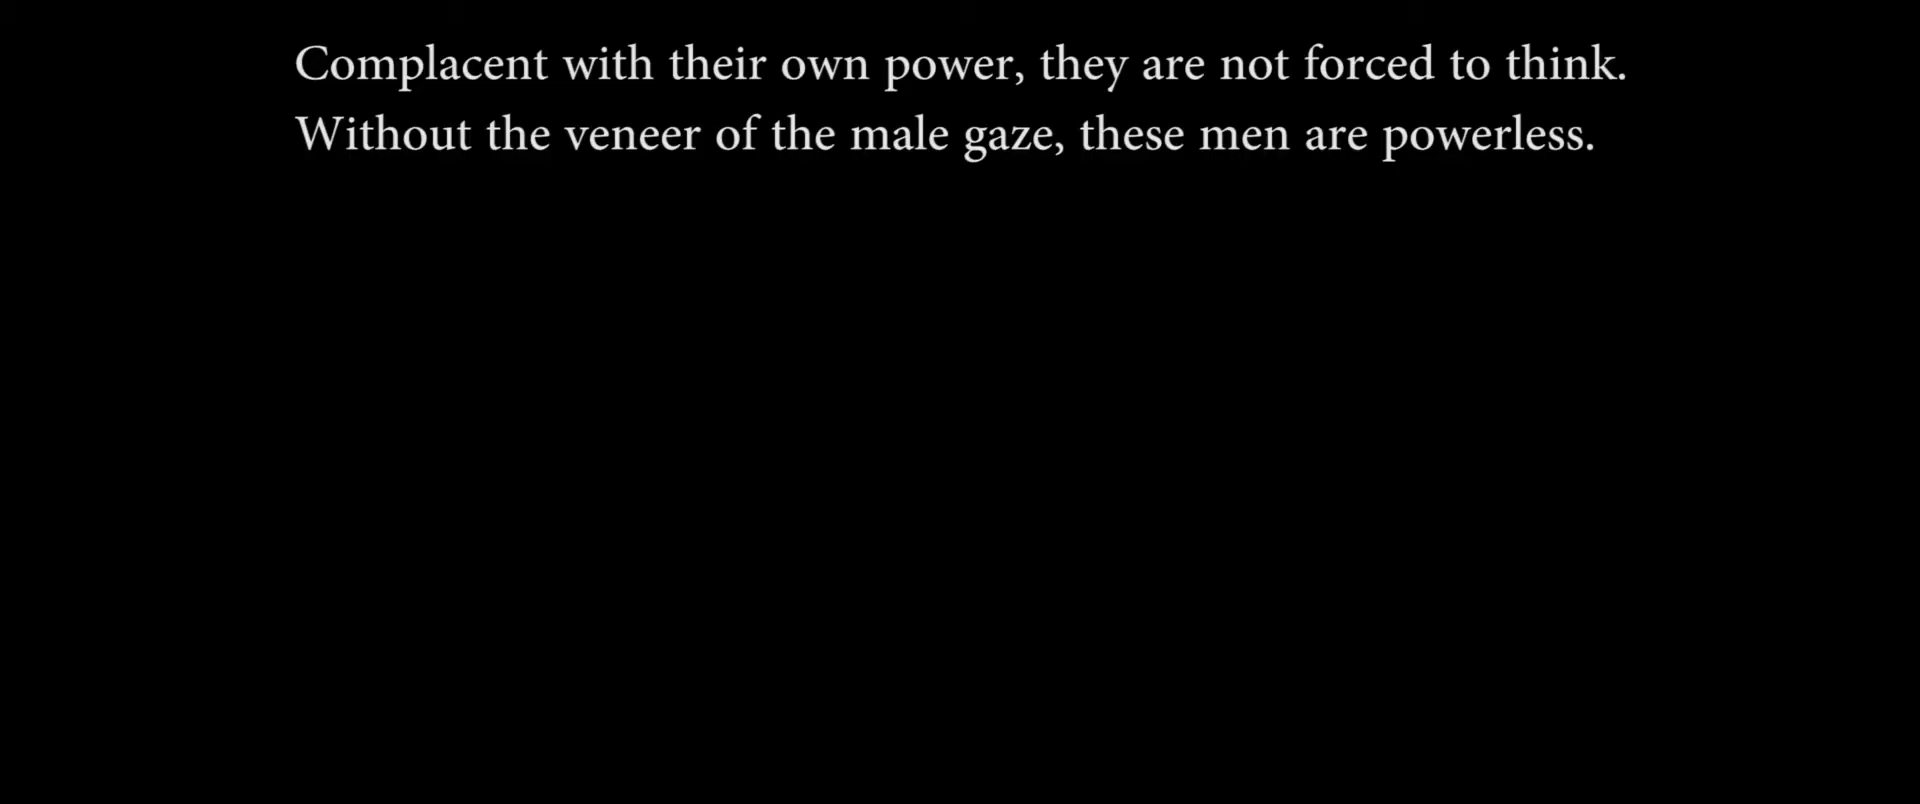 Complacent with their own power, they are not forced to think.
Without the veneer of the male gaze, these men are powerless.